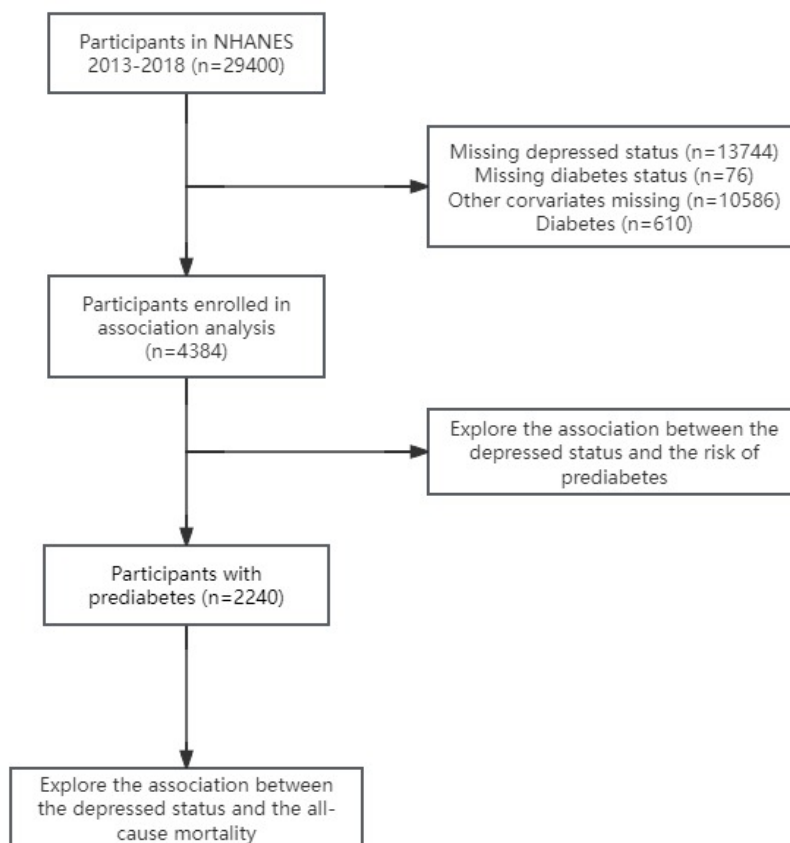 Participants in NHANES
2013-2018 (n=29400)
Missing depressed status (n=13744)
Missing diabetes status (n=76)
Other corvariates missing (n=10586)
Diabetes (n=610)
Participants enrolled in
association analysis
(n=4384)
Explore the association between the
depressed status and the risk of
prediabetes
Participants with
prediabetes (n=2240)
Explore the association between
the depressed status and the all-
cause mortality